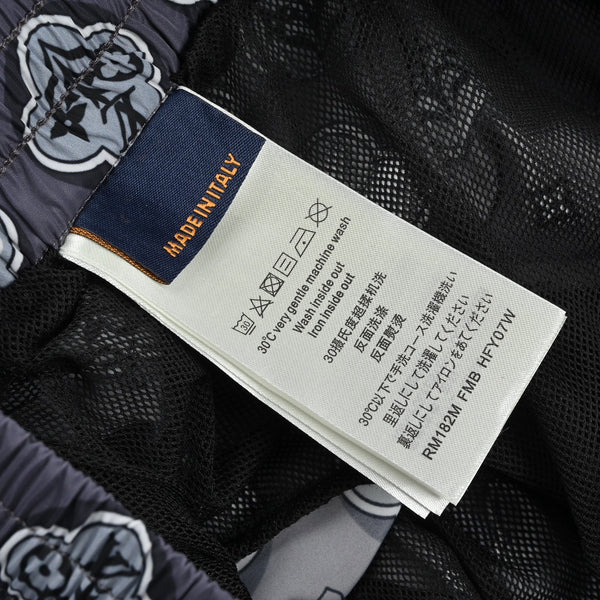 MADE IN ITALY
30
30℃ very gentle machine wash
Wash inside out
Iron inside out
30摄氏度超揉机洗
反面洗涤
反面熨烫
30℃以下で手洗コース洗濯機洗い
里返しにして洗濯してください
裏返しにしてアイロンをあてください
RM182M FMB HFY07W